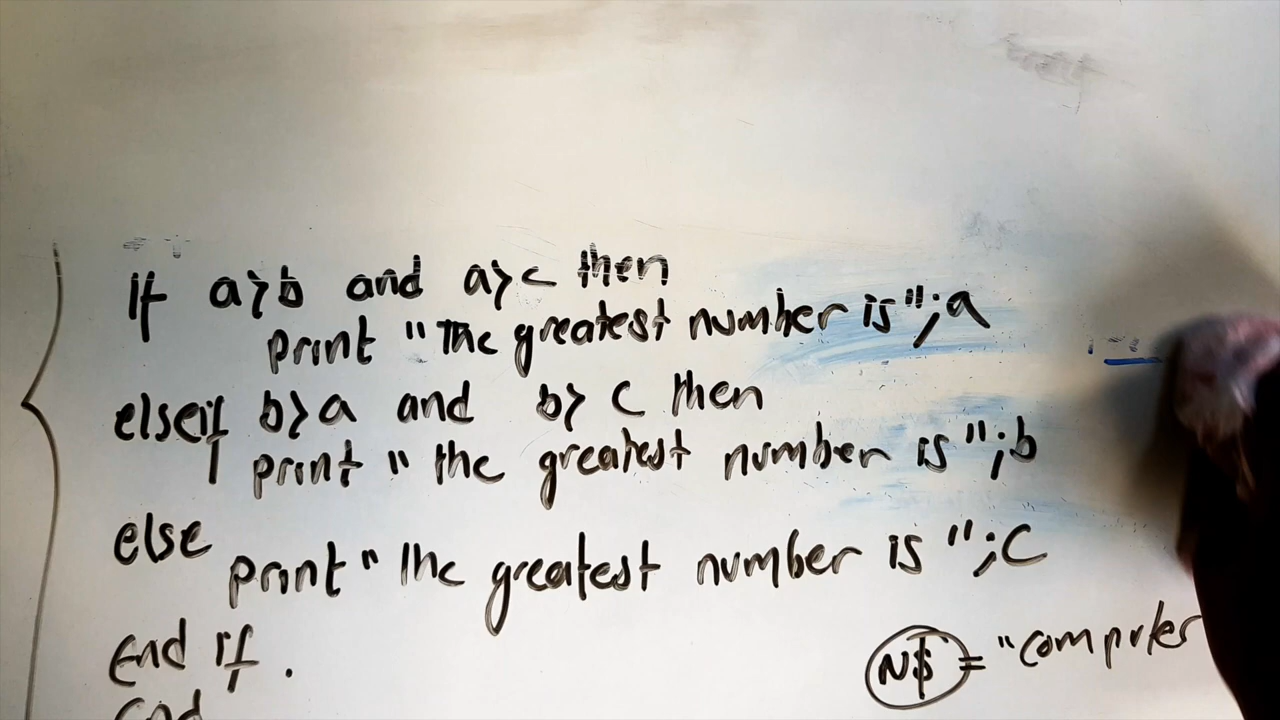 If a>b and a>c then
print "The greatest number is";a
elseif b>a and b> c then
print "the greatest number is";b
else
print "the greatest number is";c
End if.
N$ = "computer
End